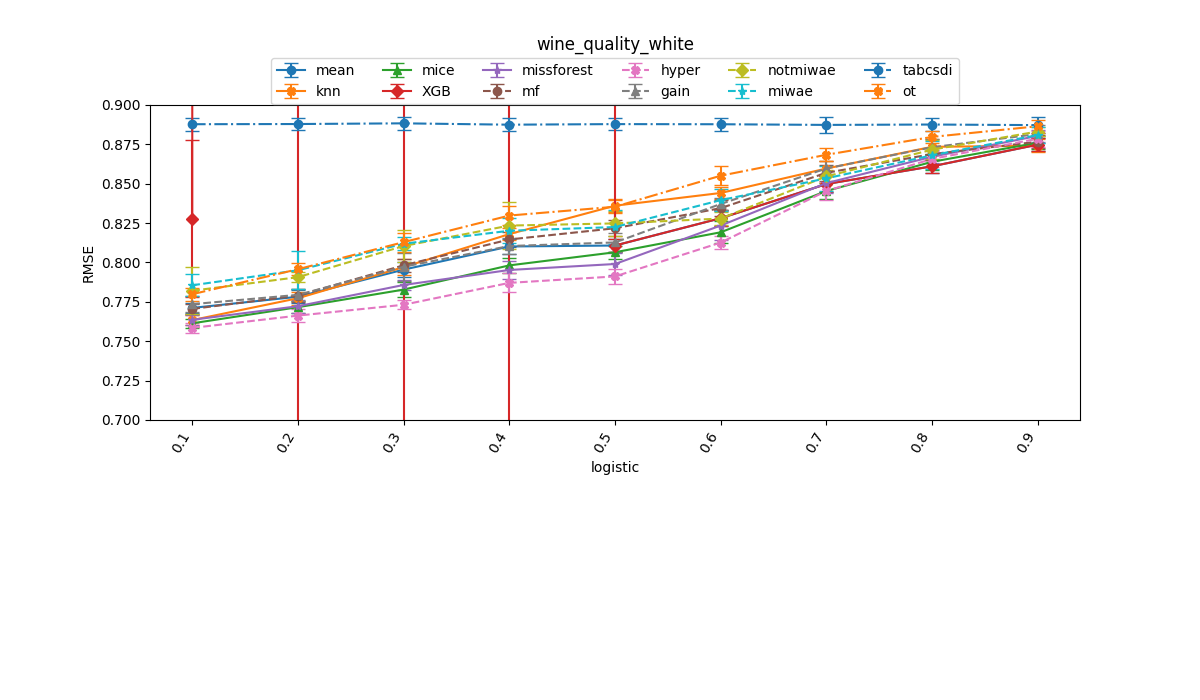 wine_quality_white
mean mice missforest hyper notmiwae tabcsdi
knn XGB mf gain miwae ot
0.900
0.875
0.850
0.825
0.800
0.775
0.750
0.725
0.700
RMSE
0.1 0.2 0.3 0.4 0.5 0.6 0.7 0.8 0.9
logistic